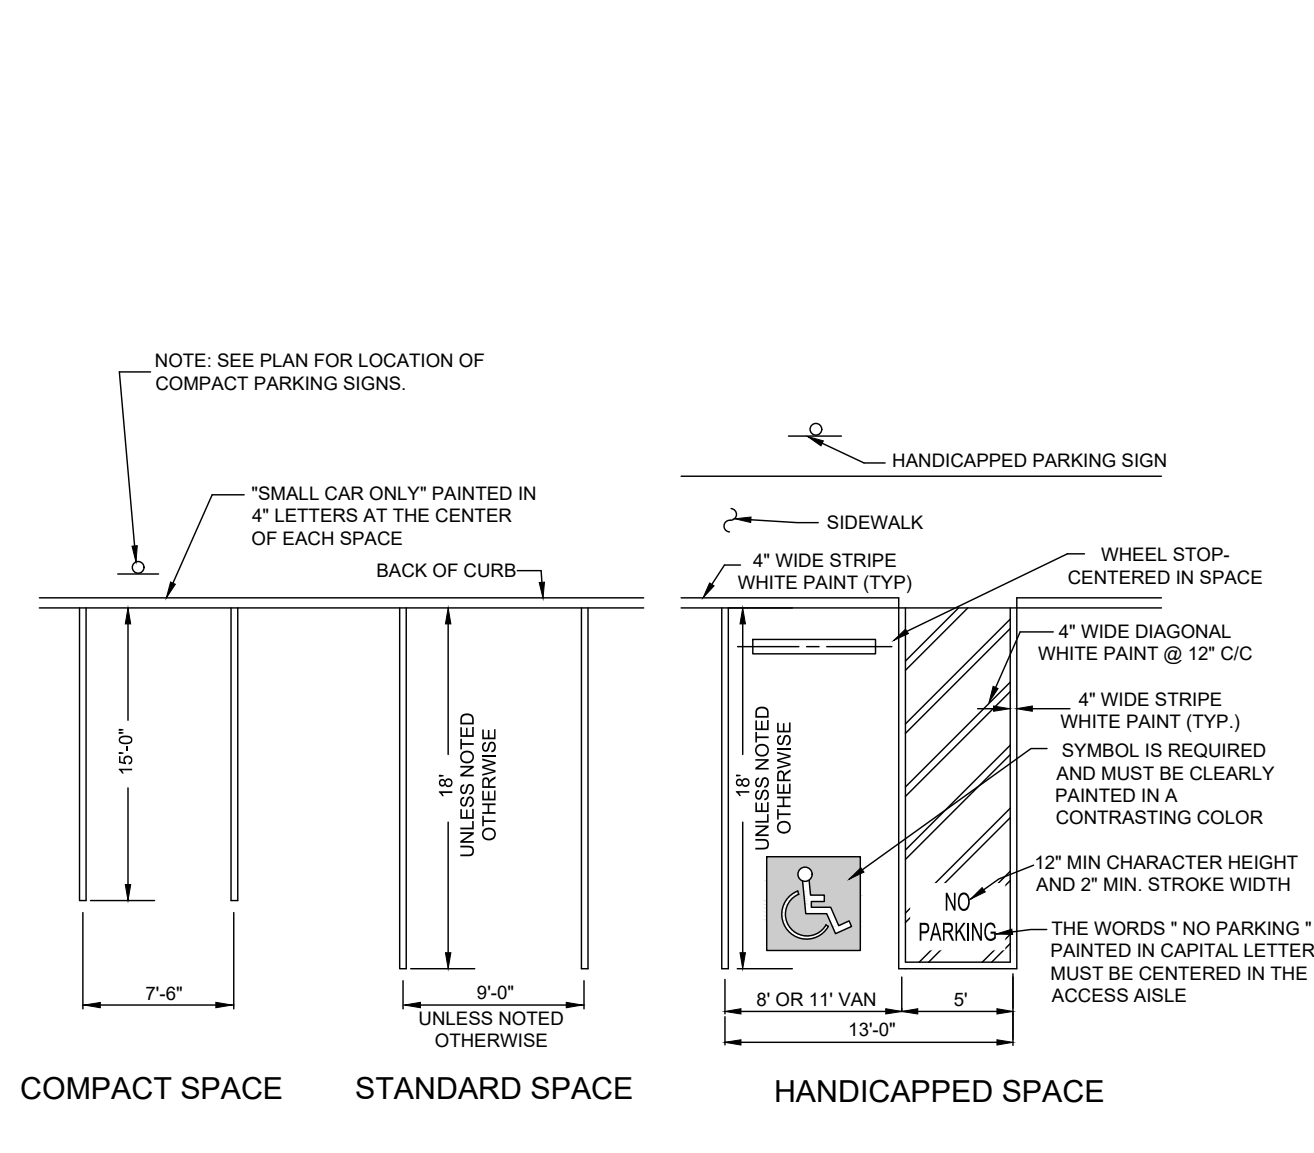 NOTE: SEE PLAN FOR LOCATION OF
COMPACT PARKING SIGNS.
"SMALL CAR ONLY" PAINTED IN
4" LETTERS AT THE CENTER
OF EACH SPACE
BACK OF CURB
15'-0"
7'-6"
COMPACT SPACE
18'
UNLESS NOTED
OTHERWISE
9'-0"
UNLESS NOTED
OTHERWISE
STANDARD SPACE
HANDICAPPED PARKING SIGN
SIDEWALK
4" WIDE STRIPE
WHITE PAINT (TYP)
WHEEL STOP-
CENTERED IN SPACE
4" WIDE DIAGONAL
WHITE PAINT @ 12" C/C
4" WIDE STRIPE
WHITE PAINT (TYP.)
SYMBOL IS REQUIRED
AND MUST BE CLEARLY
PAINTED IN A
CONTRASTING COLOR
12" MIN CHARACTER HEIGHT
AND 2" MIN. STROKE WIDTH
THE WORDS " NO PARKING "
PAINTED IN CAPITAL LETTER
MUST BE CENTERED IN THE
ACCESS AISLE
18'
UNLESS NOTED
OTHERWISE
NO
PARKING
8' OR 11' VAN
5'
13'-0"
HANDICAPPED SPACE